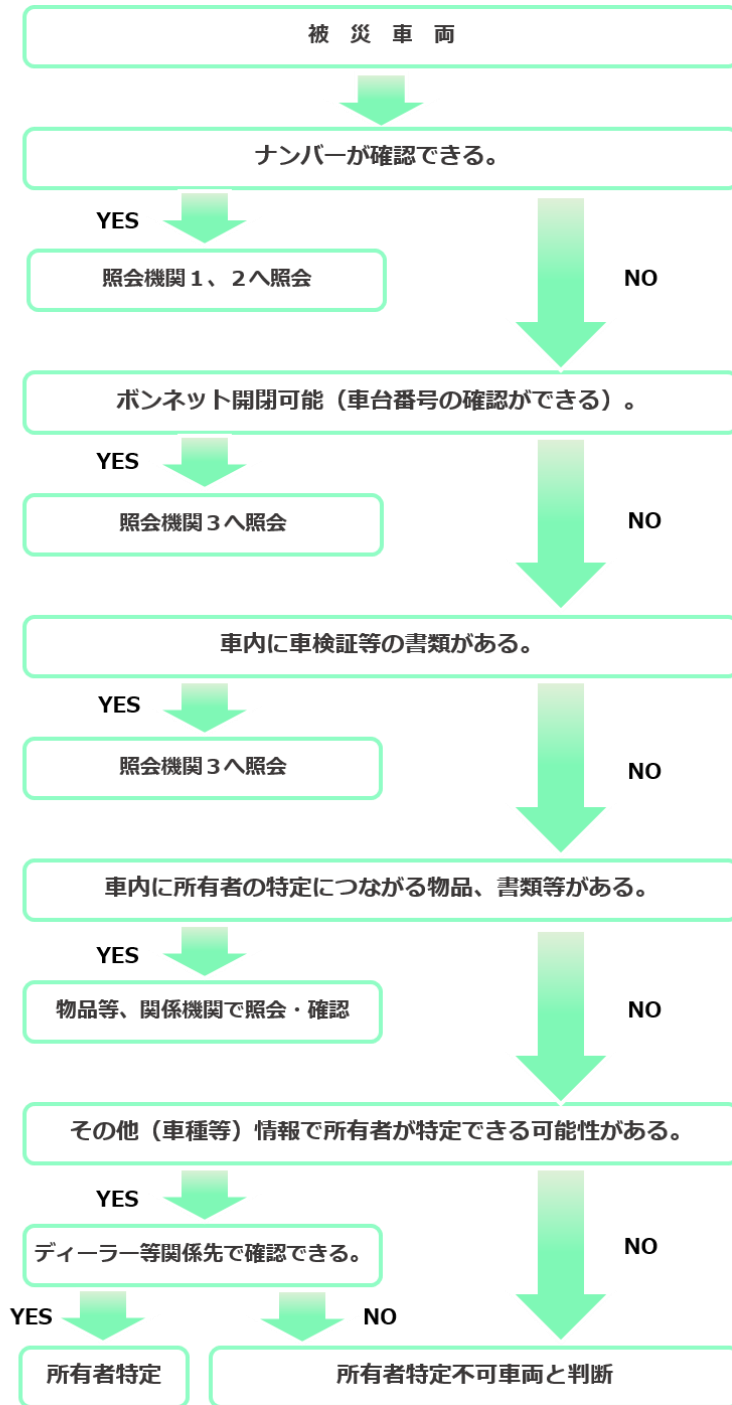 被　災　車　両
ナンバーが確認できる。
YES
照会機関１、２へ照会
NO
ボンネット開閉可能（車台番号の確認ができる）。
YES
照会機関３へ照会
NO
車内に車検証等の書類がある。
YES
照会機関３へ照会
NO
車内に所有者の特定につながる物品、書類等がある。
YES
物品等、関係機関で照会・確認
NO
その他（車種等）情報で所有者が特定できる可能性がある。
YES
ディーラー等関係先で確認できる。
NO
YES
NO
所有者特定
所有者特定不可車両と判断